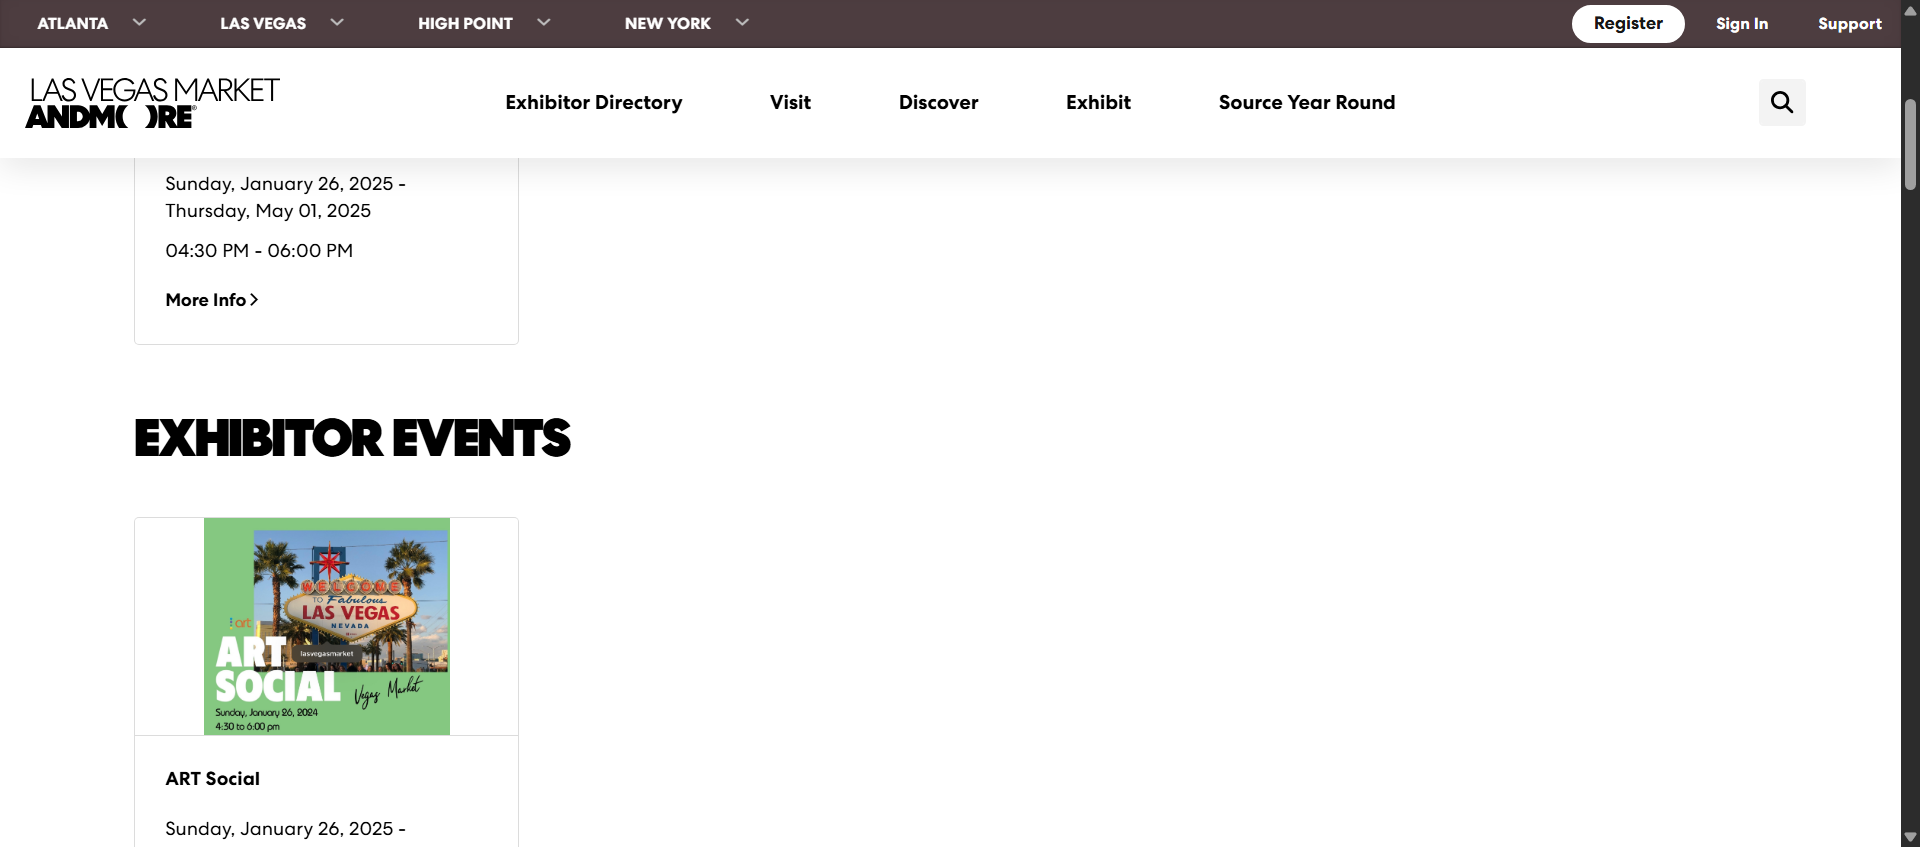 ATLANTA LAS VEGAS HIGH POINT NEW YORK Register Sign In Support
LAS VEGAS MARKET
ANDMORE®
Exhibitor Directory Visit Discover Exhibit Source Year Round
Sunday, January 26, 2025 -
Thursday, May 01, 2025
04:30 PM - 06:00 PM
More Info
EXHIBITOR EVENTS
WELCOME
TO Fabulous
LAS VEGAS
NEVADA
art
lasvegasmarket
ART
SOCIAL
Vegas Market
Sunday, January 26, 2024
4:30 to 6:00 pm
ART Social
Sunday, January 26, 2025 -